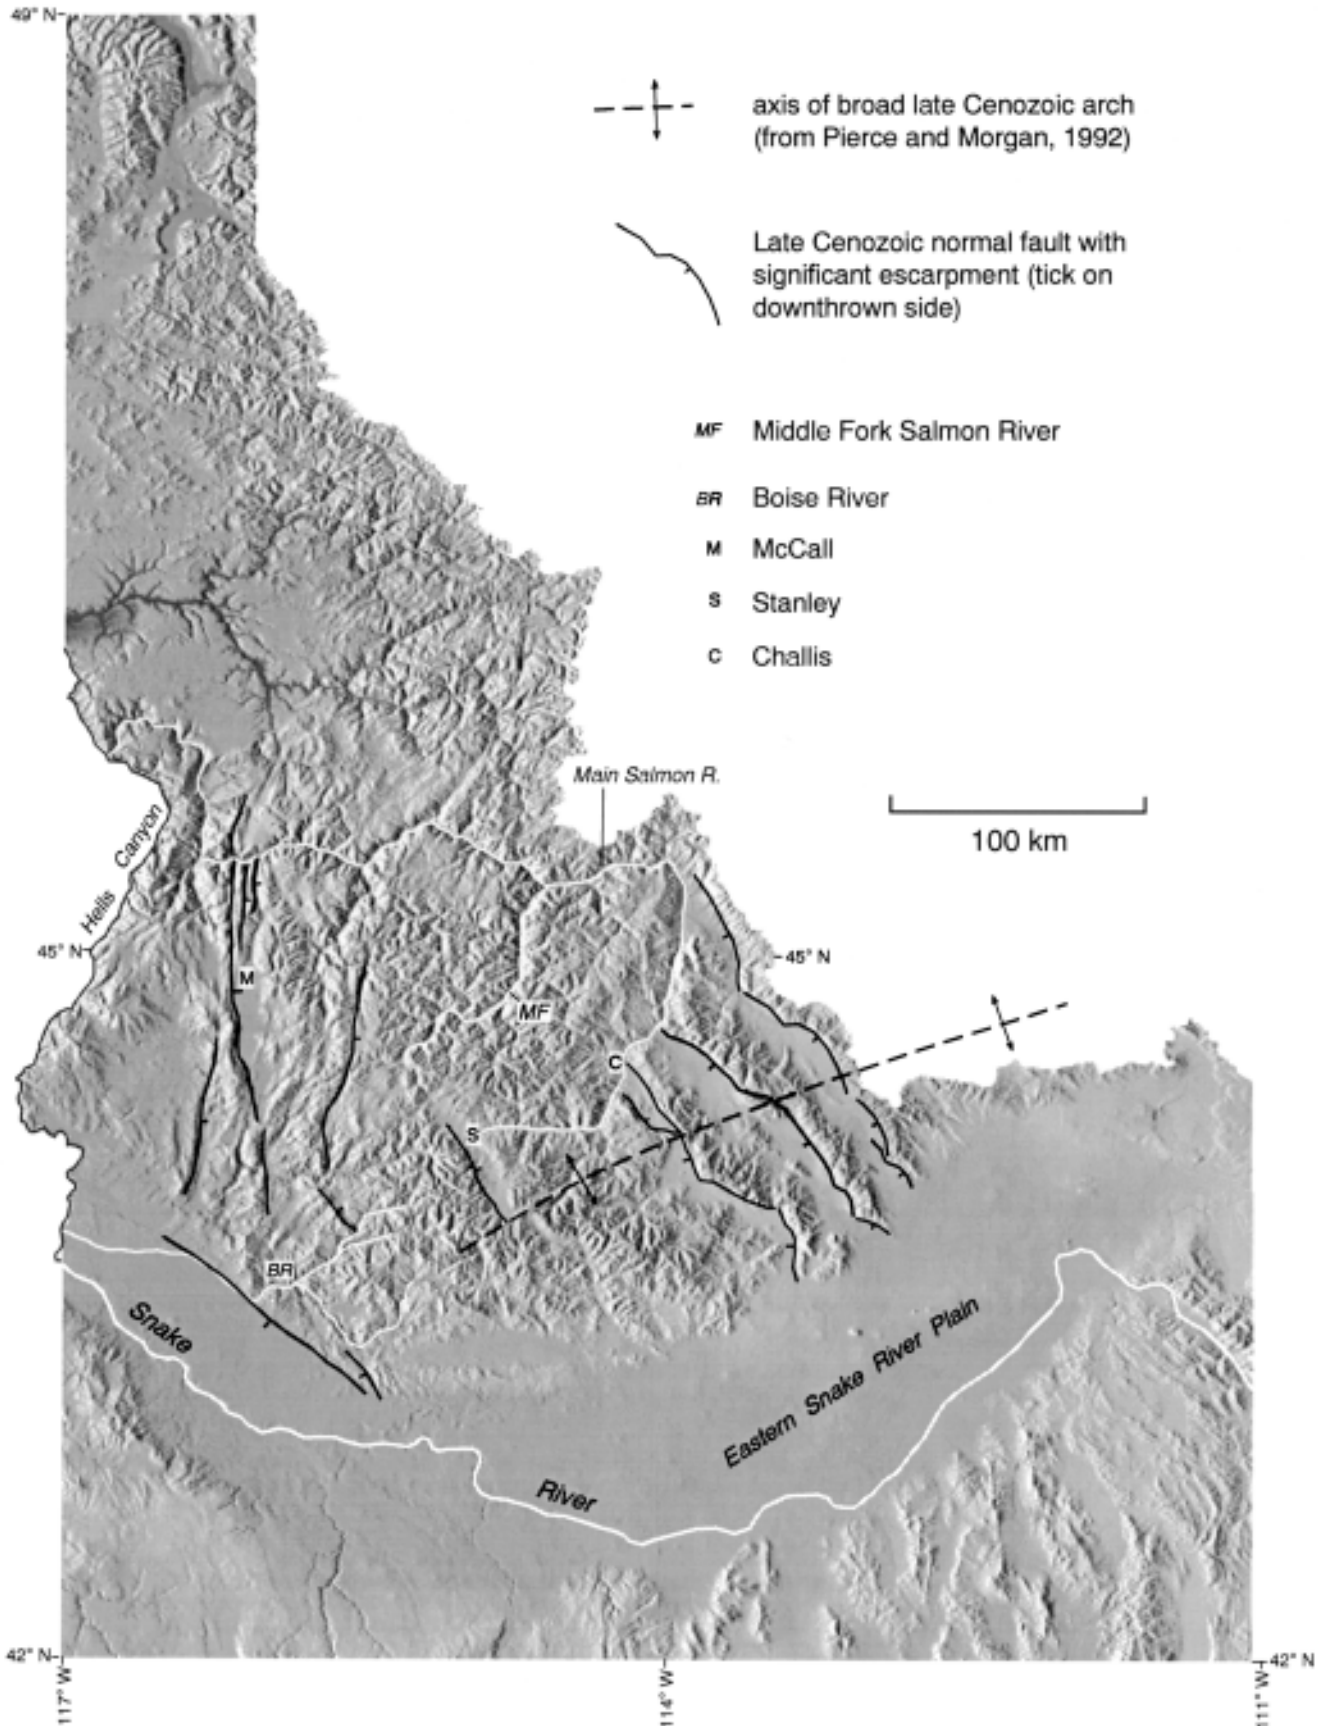 49° N
axis of broad late Cenozoic arch
(from Pierce and Morgan, 1992)
Late Cenozoic normal fault with
significant escarpment (tick on
downthrown side)
MF Middle Fork Salmon River
BR Boise River
M McCall
S Stanley
C Challis
Main Salmon R.
100 km
Hells Canyon
45° N
45° N
M
MF
C
S
BR
Snake
Eastern Snake River Plain
River
42° N
42° N
117° W
114° W
111° W